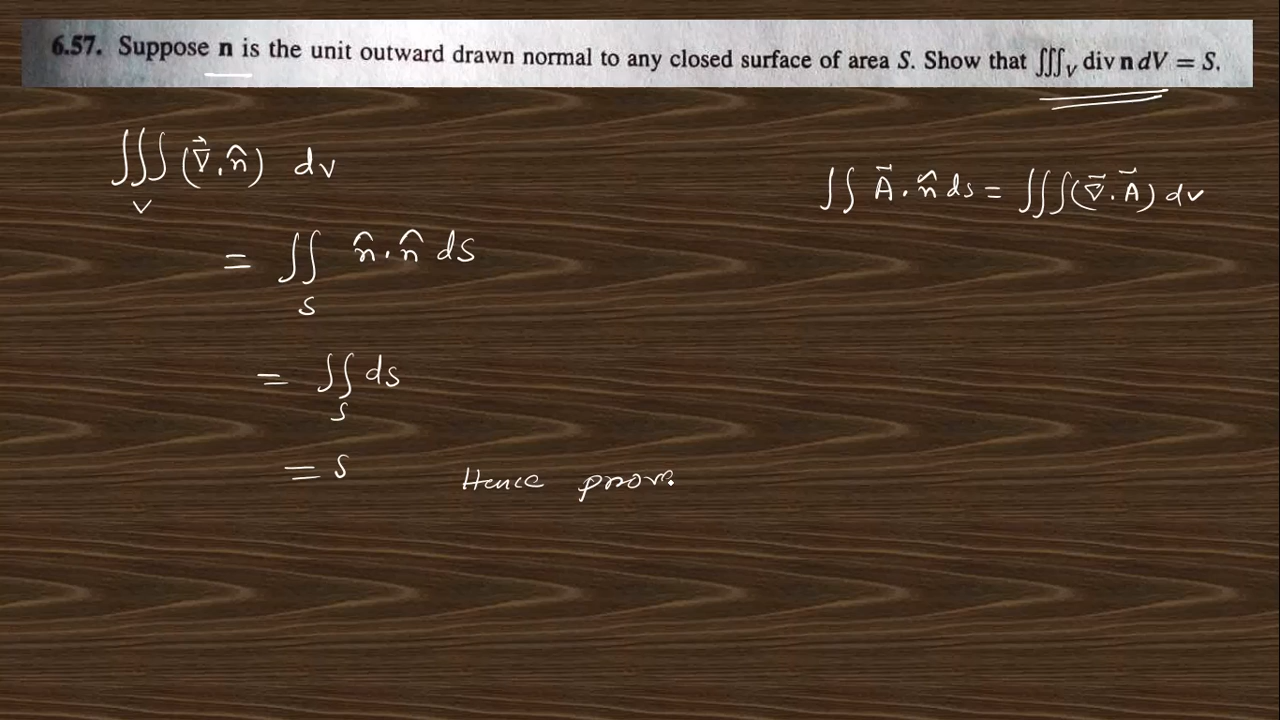 6.57. Suppose n is the unit outward drawn normal to any closed surface of area S. Show that ∭_V div n dV = S.
∭_V (∇⃗.n̂) dv
∬ A⃗.n̂ ds = ∭(∇⃗.A⃗) dv
= ∬_S n̂.n̂ ds
= ∬_S ds
= S Hence prove